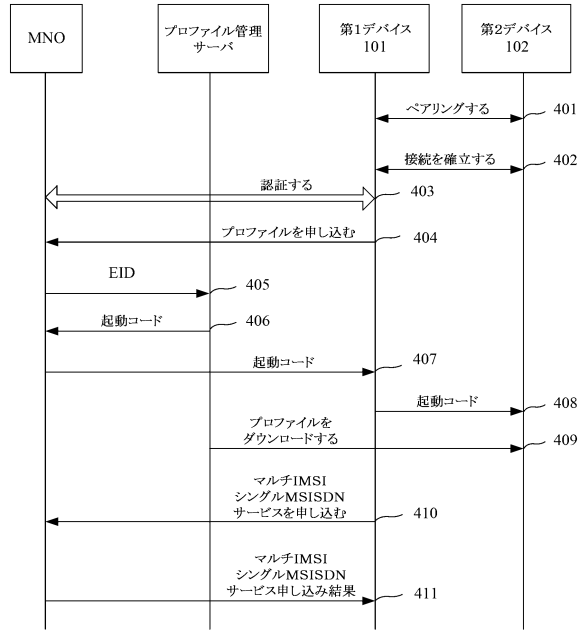 MNO
プロファイル管理
サーバ
第1デバイス
101
第2デバイス
102
ペアリングする
401
接続を確立する
402
認証する
403
プロファイルを申し込む
404
EID
405
起動コード
406
起動コード
407
起動コード
408
プロファイルを
ダウンロードする
409
マルチIMSI
シングルMSISDN
サービスを申し込む
410
マルチIMSI
シングルMSISDN
サービス申し込み結果
411